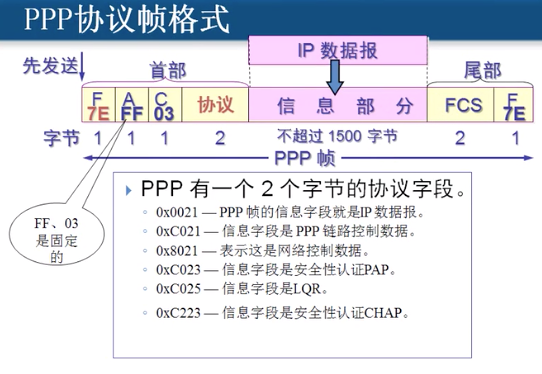 PPP协议帧格式
IP 数据报
先发送
首部
尾部
F A C
7E FF 03 协议 信 息 部 分 FCS F 7E
字节 1 1 1 2 不超过 1500 字节 2 1
PPP 帧
FF、03
是固定
的
PPP 有一个 2 个字节的协议字段。
0x0021 — PPP 帧的信息字段就是IP 数据报。
0xC021 — 信息字段是 PPP 链路控制数据。
0x8021 — 表示这是网络控制数据。
0xC023 — 信息字段是安全性认证PAP。
0xC025 — 信息字段是LQR。
0xC223 — 信息字段是安全性认证CHAP。